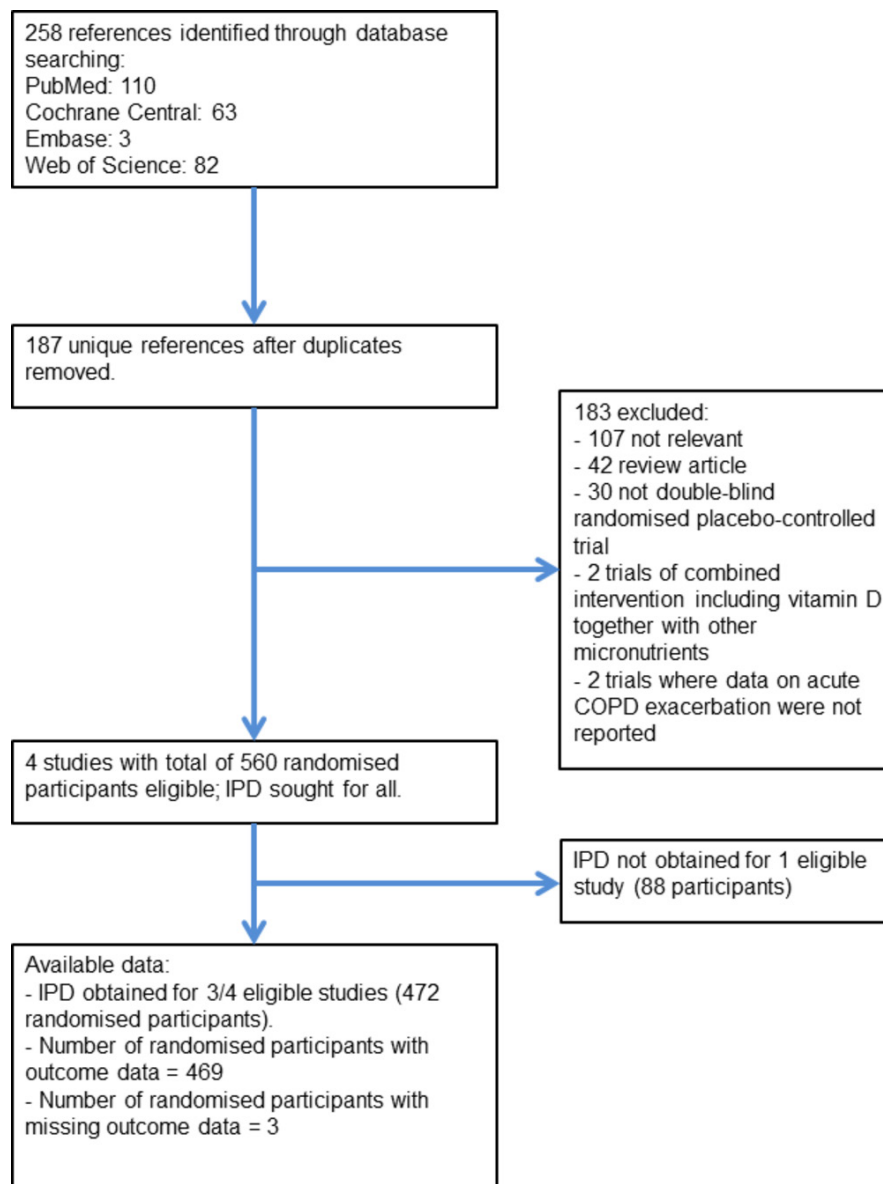 258 references identified through database
searching:
PubMed: 110
Cochrane Central: 63
Embase: 3
Web of Science: 82
187 unique references after duplicates
removed.
183 excluded:
- 107 not relevant
- 42 review article
- 30 not double-blind
randomised placebo-controlled
trial
- 2 trials of combined
intervention including vitamin D
together with other
micronutrients
- 2 trials where data on acute
COPD exacerbation were not
reported
4 studies with total of 560 randomised
participants eligible; IPD sought for all.
IPD not obtained for 1 eligible
study (88 participants)
Available data:
- IPD obtained for 3/4 eligible studies (472
randomised participants).
- Number of randomised participants with
outcome data = 469
- Number of randomised participants with
missing outcome data = 3